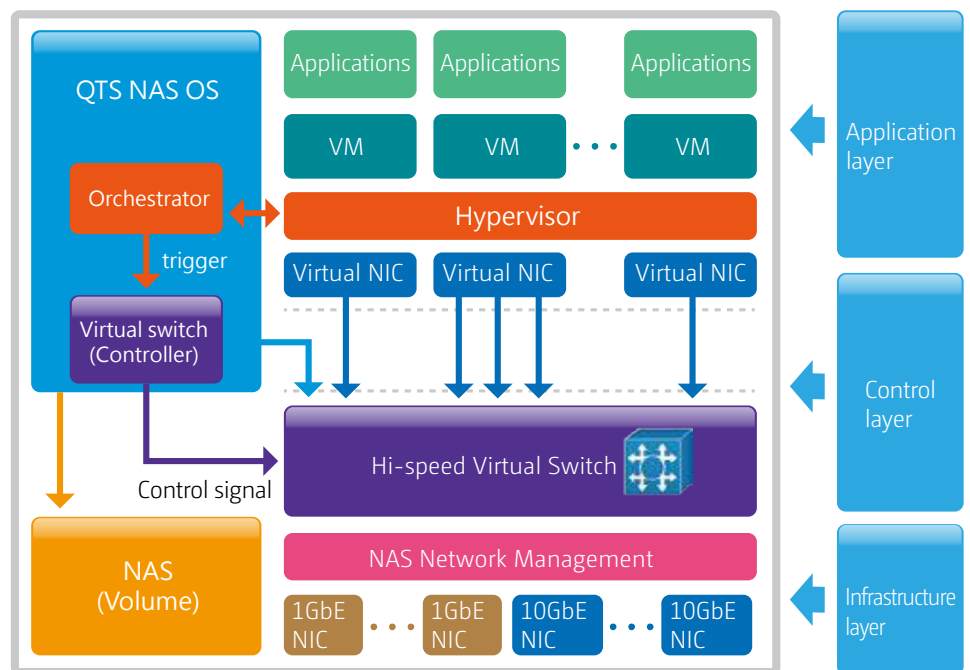 QTS NAS OS
Applications
Applications
Applications
VM
VM
VM
Orchestrator
Hypervisor
trigger
Virtual NIC
Virtual NIC
Virtual NIC
Virtual switch
(Controller)
Hi-speed Virtual Switch
Control signal
NAS
(Volume)
NAS Network Management
1GbE
NIC
1GbE
NIC
10GbE
NIC
10GbE
NIC
Application
layer
Control
layer
Infrastructure
layer